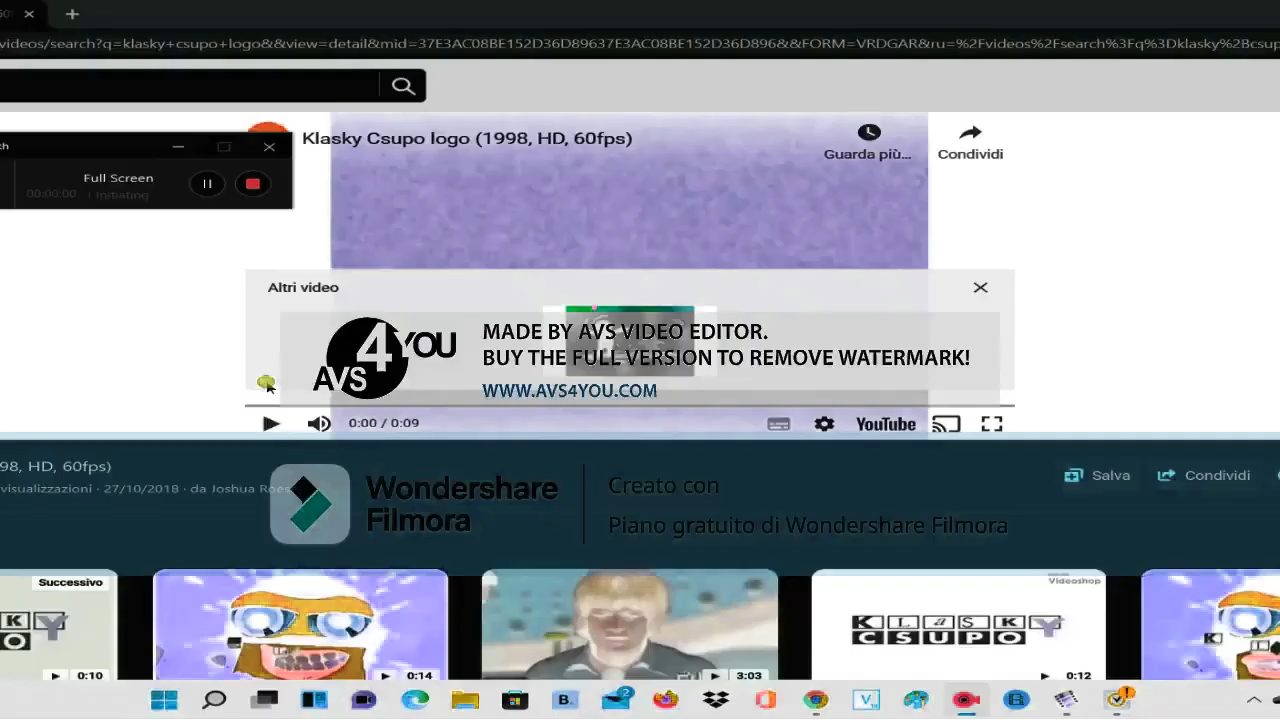 videos/search?q=klasky+csupo+logo&&view=detail&mid=37E3AC08BE152D36D89637E3AC08BE152D36D896&&FORM=VRDGAR&ru=%2Fvideos%2Fsearch%3Fq%3Dklasky%2Bcsup
Klasky Csupo logo (1998, HD, 60fps)
Guarda più...
Condividi
Full Screen
00:00:00
Initiating
Altri video
AVS4YOU
MADE BY AVS VIDEO EDITOR.
BUY THE FULL VERSION TO REMOVE WATERMARK!
WWW.AVS4YOU.COM
0:00 / 0:09
YouTube
98, HD, 60fps)
visualizzazioni · 27/10/2018 · da Joshua Roes
Wondershare
Filmora
Creato con
Piano gratuito di Wondershare Filmora
Salva
Condividi
Successivo
Videoshop
KLASKY
CSUPO
0:10
0:14
3:03
0:12